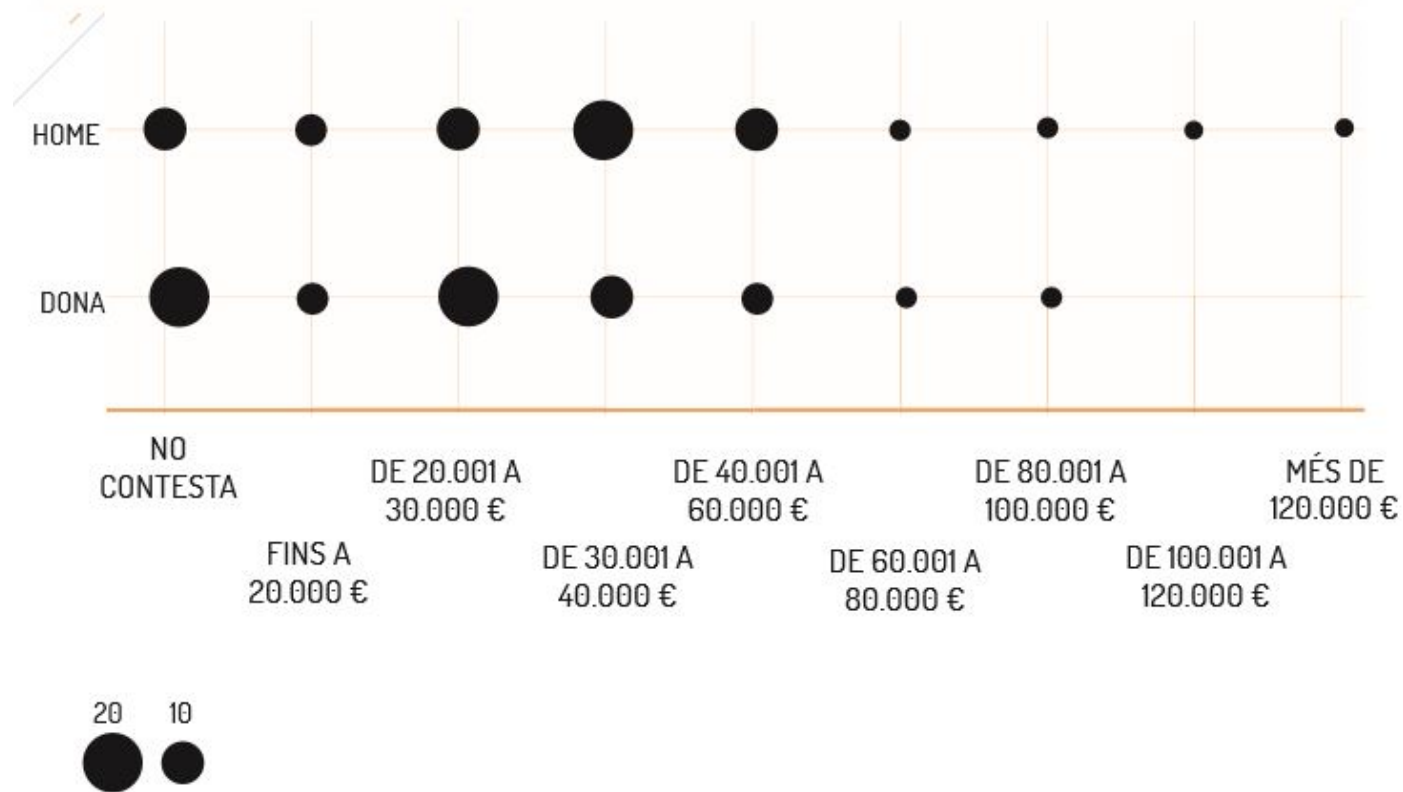 HOME
DONA
NO
CONTESTA
FINS A
20.000 €
DE 20.001 A
30.000 €
DE 30.001 A
40.000 €
DE 40.001 A
60.000 €
DE 60.001 A
80.000 €
DE 80.001 A
100.000 €
DE 100.001 A
120.000 €
MÉS DE
120.000 €
20 10